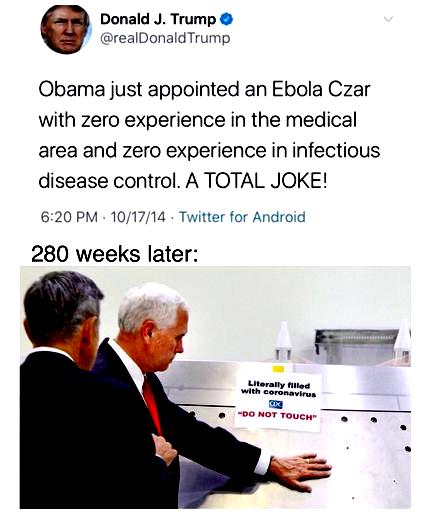 Donald J. Trump
@realDonaldTrump
Obama just appointed an Ebola Czar
with zero experience in the medical
area and zero experience in infectious
disease control. A TOTAL JOKE!
6:20 PM · 10/17/14 · Twitter for Android
280 weeks later:
Literally filled
with coronavirus
CDC
"DO NOT TOUCH"